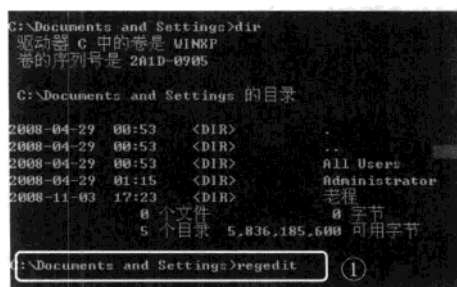 C:\Documents and Settings>dir
驱动器 C 中的卷是 WINXP
卷的序列号是 2A1D-0905
C:\Documents and Settings 的目录
2008-04-29 00:53 <DIR> .
2008-04-29 00:53 <DIR> ..
2008-04-29 00:53 <DIR> All Users
2008-04-29 01:15 <DIR> Administrator
2008-11-03 17:23 <DIR> 老程
0 个文件 0 字节
5 个目录 5,836,185,600 可用字节
C:\Documents and Settings>regedit ①